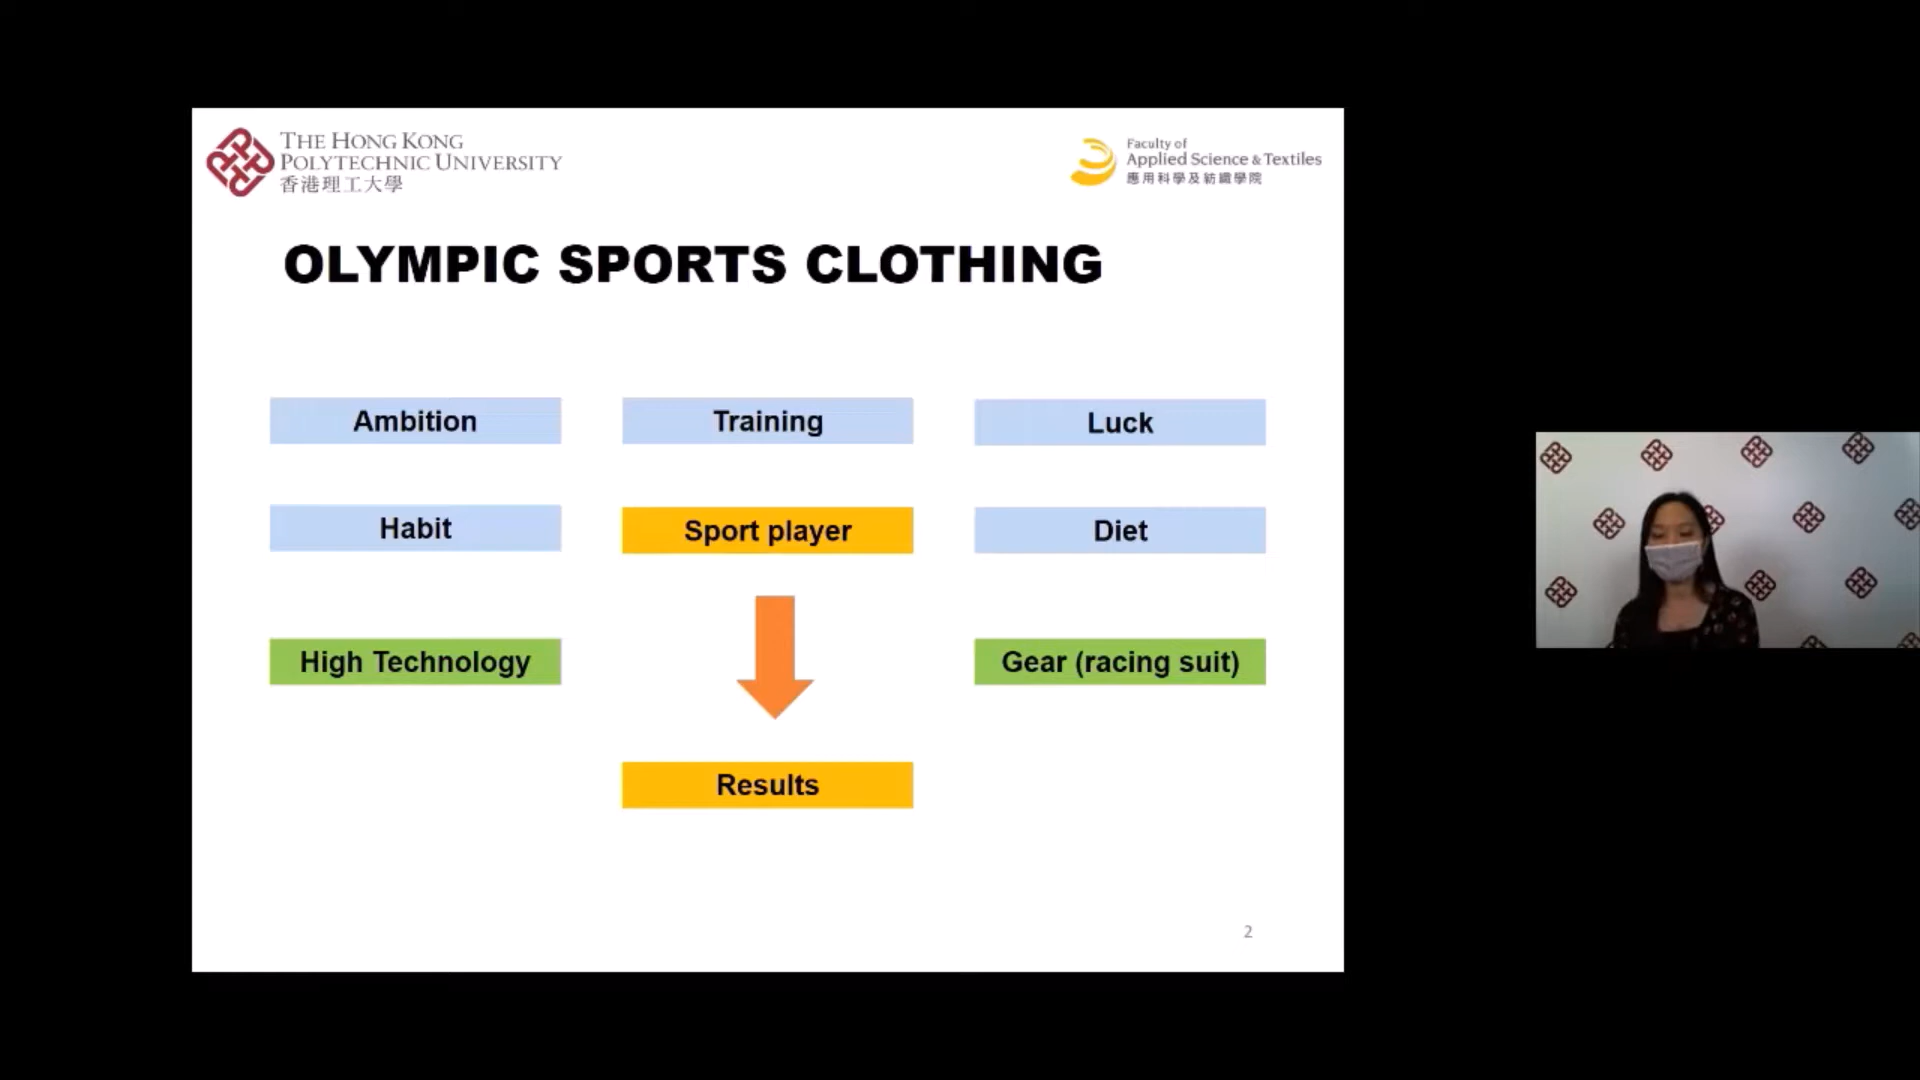 THE HONG KONG
POLYTECHNIC UNIVERSITY
香港理工大學
Faculty of
Applied Science & Textiles
應用科學及紡織學院
OLYMPIC SPORTS CLOTHING
Ambition
Training
Luck
Habit
Sport player
Diet
High Technology
Gear (racing suit)
Results
2